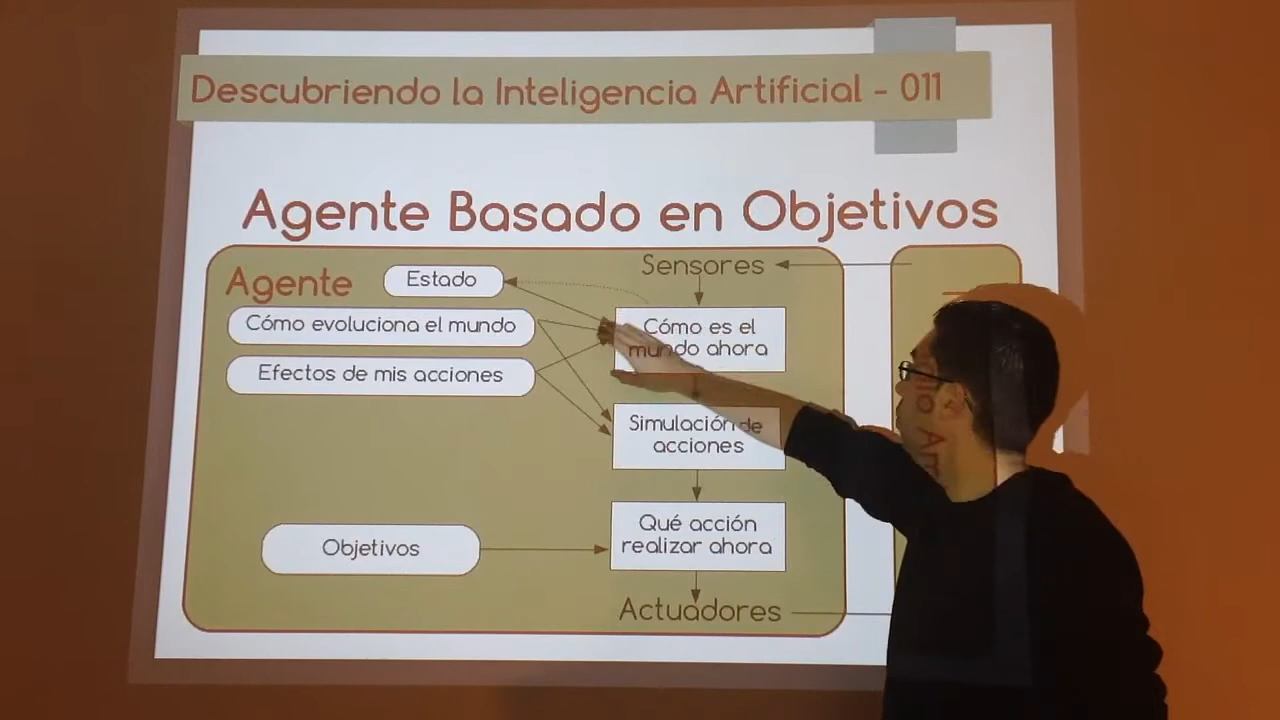 Descubriendo la Inteligencia Artificial - 011
Agente Basado en Objetivos
Agente
Estado
Sensores
Cómo evoluciona el mundo
Cómo es el
mundo ahora
Efectos de mis acciones
Simulación de
acciones
Qué acción
realizar ahora
Objetivos
Actuadores